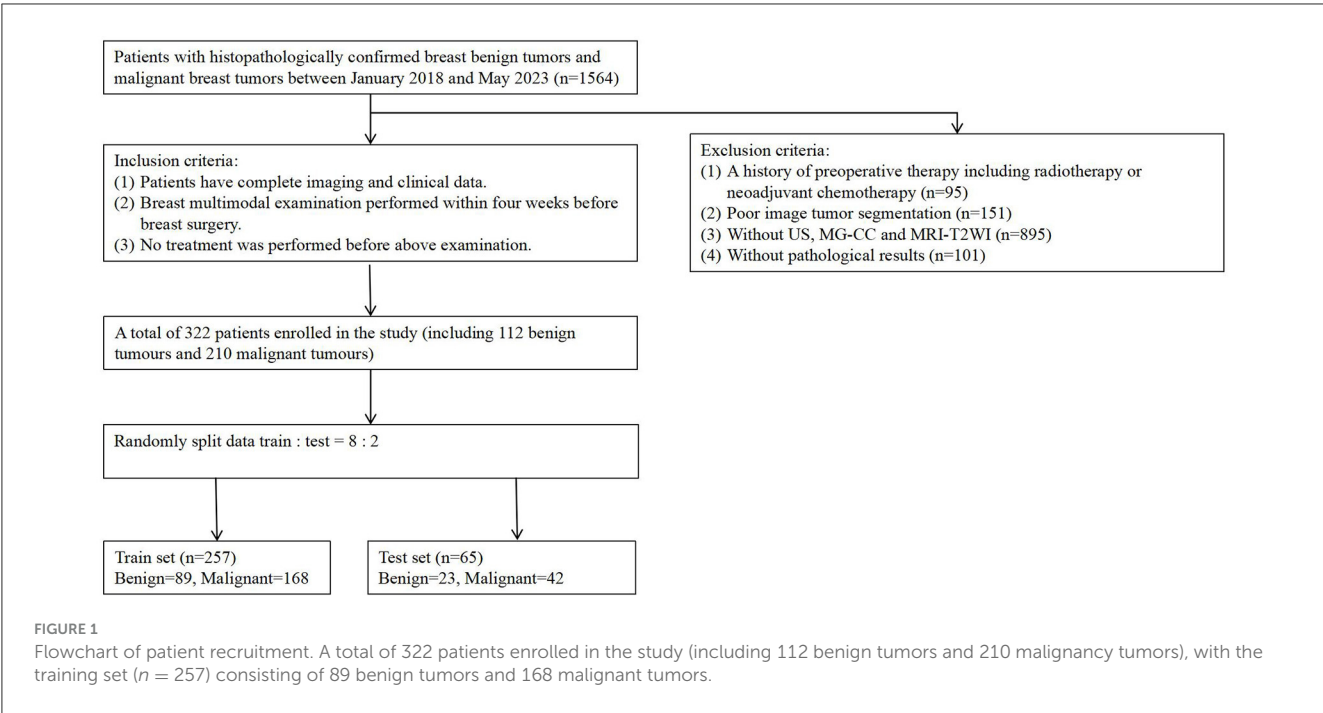 Patients with histopathologically confirmed breast benign tumors and
malignant breast tumors between January 2018 and May 2023 (n=1564)
Inclusion criteria:
(1) Patients have complete imaging and clinical data.
(2) Breast multimodal examination performed within four weeks before
breast surgery.
(3) No treatment was performed before above examination.
Exclusion criteria:
(1) A history of preoperative therapy including radiotherapy or
neoadjuvant chemotherapy (n=95)
(2) Poor image tumor segmentation (n=151)
(3) Without US, MG-CC and MRI-T2WI (n=895)
(4) Without pathological results (n=101)
A total of 322 patients enrolled in the study (including 112 benign
tumours and 210 malignant tumours)
Randomly split data train : test = 8 : 2
Train set (n=257)
Benign=89, Malignant=168
Test set (n=65)
Benign=23, Malignant=42
FIGURE 1
Flowchart of patient recruitment. A total of 322 patients enrolled in the study (including 112 benign tumors and 210 malignancy tumors), with the
training set (n = 257) consisting of 89 benign tumors and 168 malignant tumors.